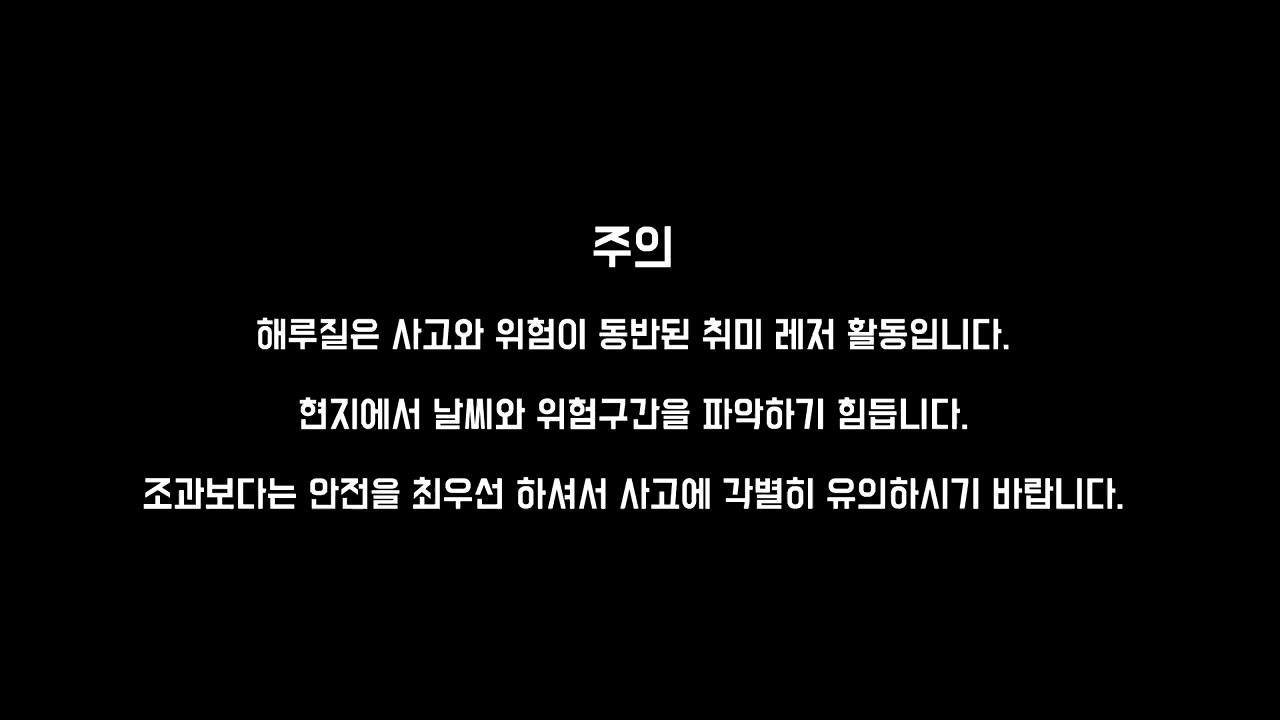 주의
해루질은 사고와 위험이 동반된 취미 레저 활동입니다.
현지에서 날씨와 위험구간을 파악하기 힘듭니다.
조과보다는 안전을 최우선 하셔서 사고에 각별히 유의하시기 바랍니다.